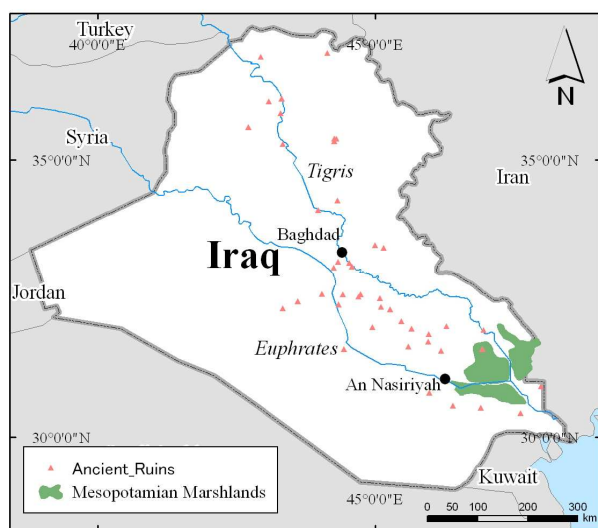 Turkey
40°0'0"E
45°0'0"E
N
Syria
35°0'0"N
35°0'0"N
Tigris
Iran
Baghdad
Iraq
Jordan
Euphrates
An Nasiriyah
30°0'0"N
30°0'0"N
Ancient_Ruins
Mesopotamian Marshlands
Kuwait
45°0'0"E
0 50 100 200 300
km